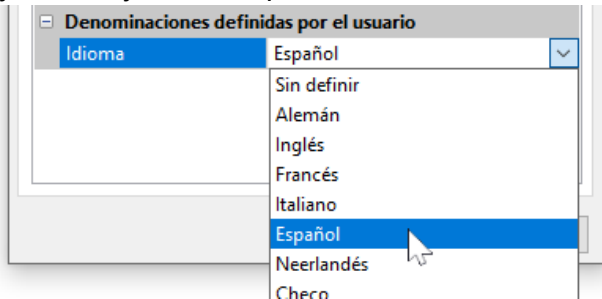 Denominaciones definidas por el usuario
Idioma Español
Sin definir
Alemán
Inglés
Francés
Italiano
Español
Neerlandés
Checo